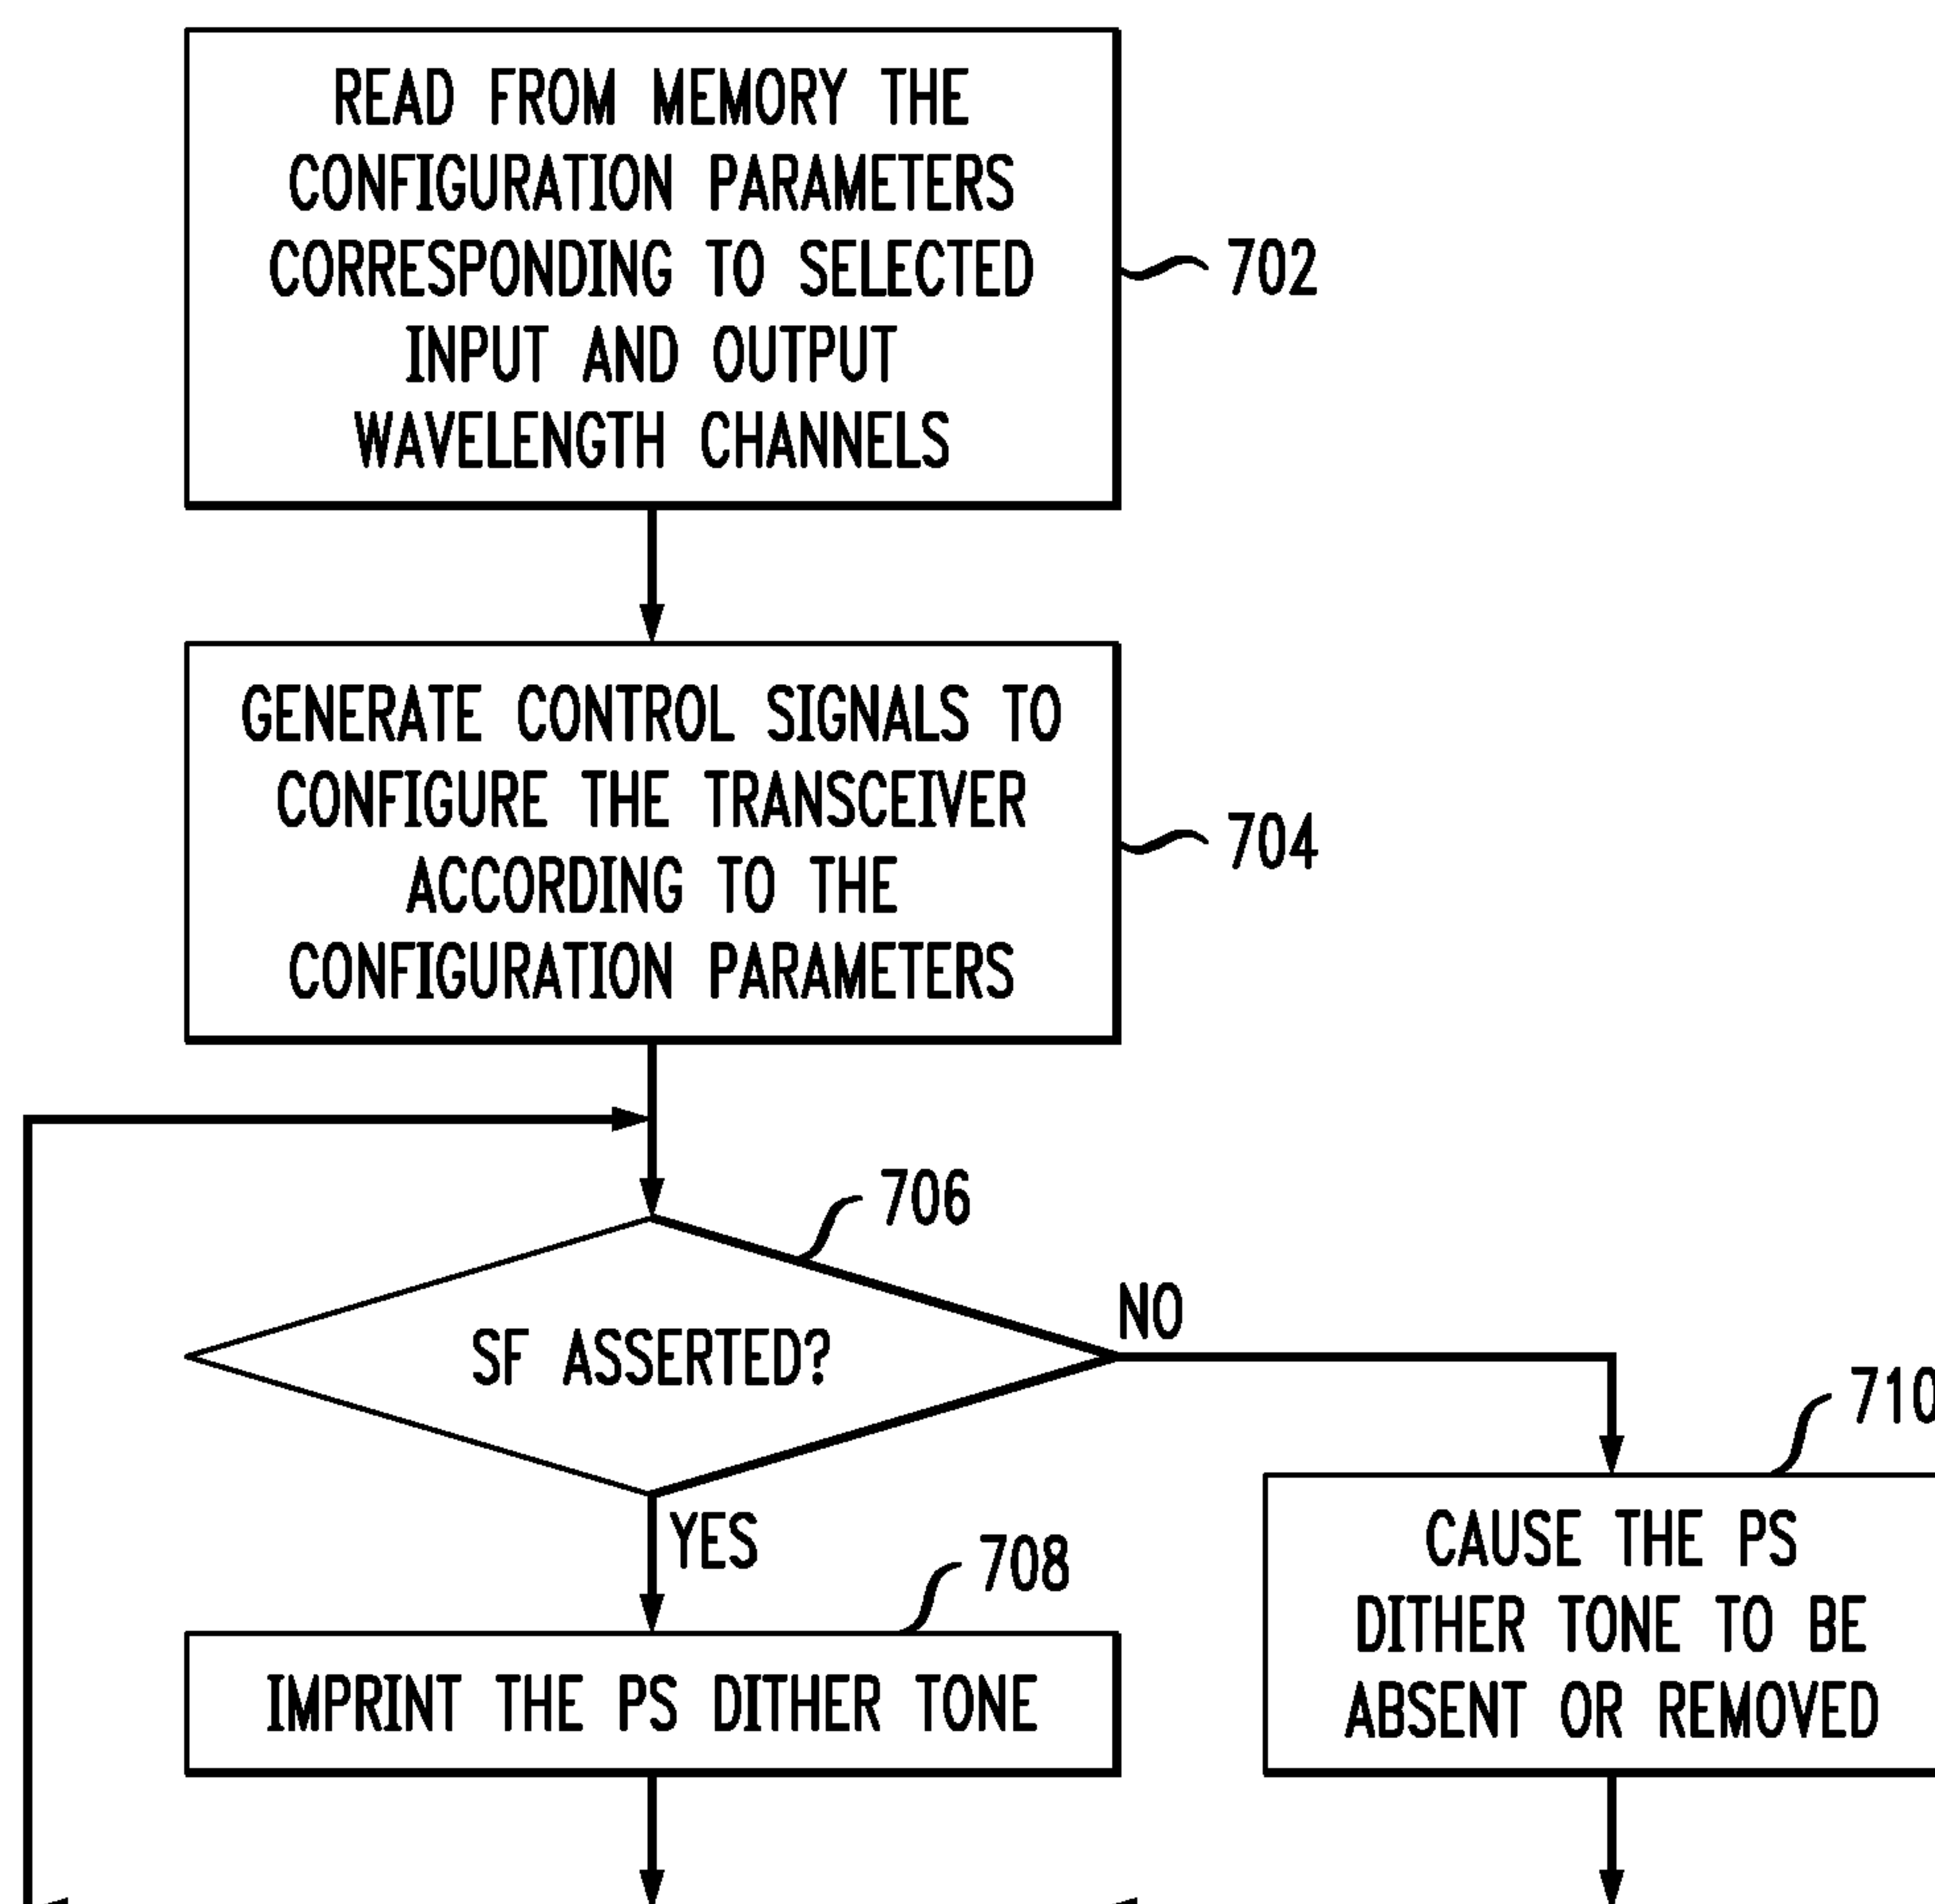 READ FROM MEMORY THE
CONFIGURATION PARAMETERS
CORRESPONDING TO SELECTED
INPUT AND OUTPUT
WAVELENGTH CHANNELS
702
GENERATE CONTROL SIGNALS TO
CONFIGURE THE TRANSCEIVER
ACCORDING TO THE
CONFIGURATION PARAMETERS
704
706
SF ASSERTED?
NO
YES
708
IMPRINT THE PS DITHER TONE
710
CAUSE THE PS
DITHER TONE TO BE
ABSENT OR REMOVED